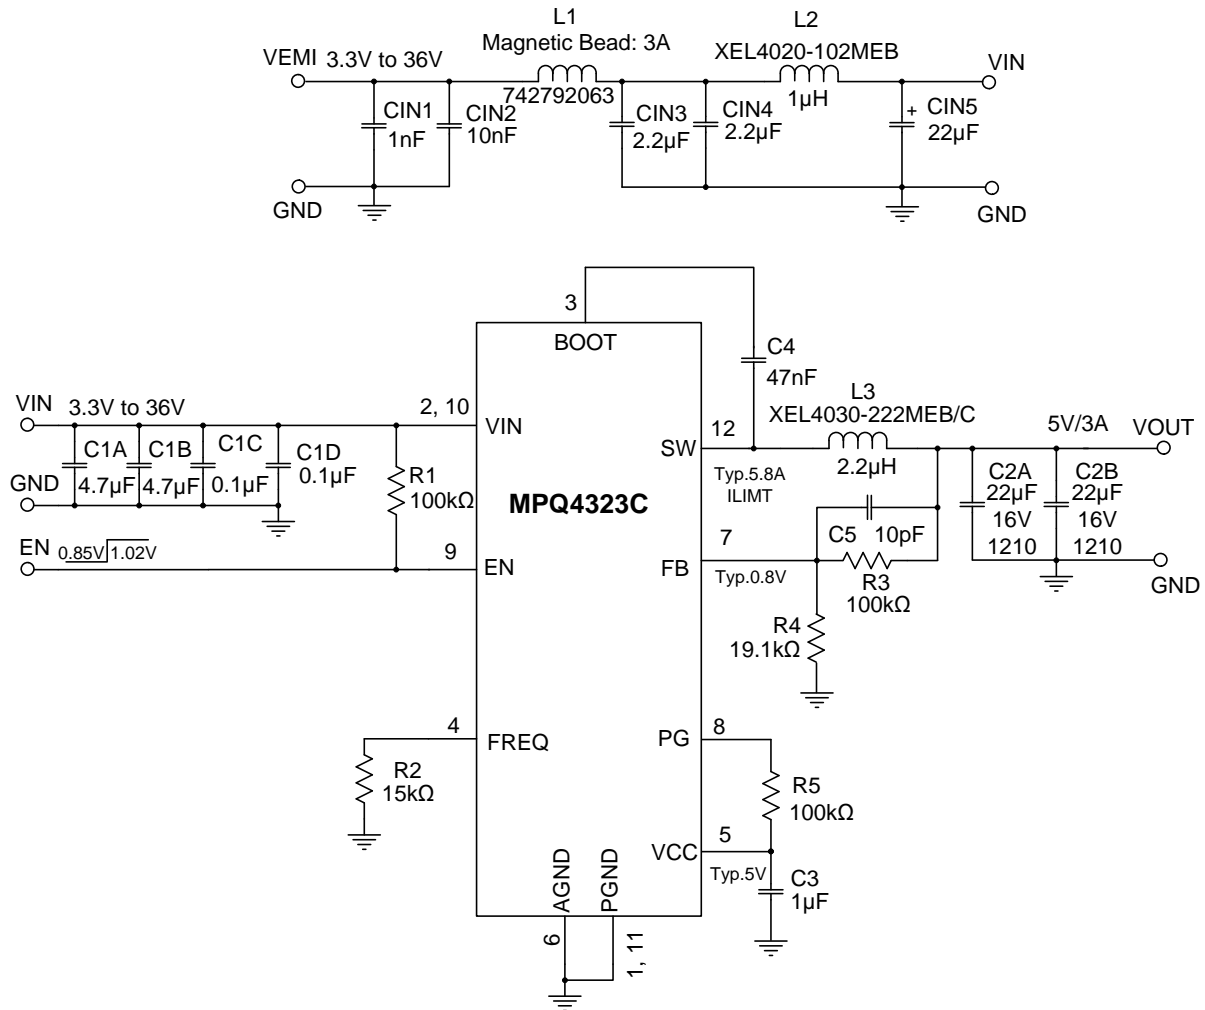 L1
Magnetic Bead: 3A
742792063
L2
XEL4020-102MEB
1µH
VEMI 3.3V to 36V
VIN
CIN1
1nF
CIN2
10nF
CIN3
2.2µF
CIN4
2.2µF
+
CIN5
22µF
GND
GND
3
BOOT
C4
47nF
VIN 3.3V to 36V
2, 10
VIN
C1A
4.7µF
C1B
4.7µF
C1C
0.1µF
C1D
0.1µF
GND
R1
100kΩ
EN 0.85V 1.02V
9
EN
MPQ4323C
SW
12
Typ.5.8A
ILIMT
L3
XEL4030-222MEB/C
2.2µH
5V/3A
VOUT
C2A
22µF
16V
1210
C2B
22µF
16V
1210
GND
C5
10pF
7
FB
Typ.0.8V
R3
100kΩ
R4
19.1kΩ
4
FREQ
R2
15kΩ
PG
8
R5
100kΩ
VCC
5
Typ.5V
C3
1µF
AGND
PGND
6
1, 11